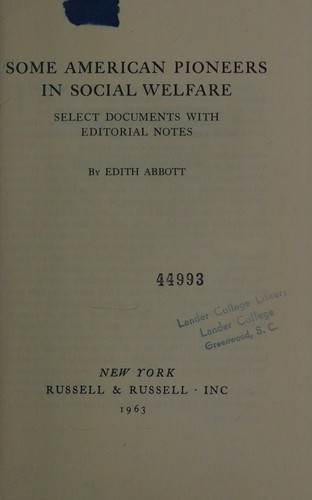 SOME AMERICAN PIONEERS
IN SOCIAL WELFARE
SELECT DOCUMENTS WITH
EDITORIAL NOTES
By EDITH ABBOTT
44993
Lander College Library
Lander College
Greenwood, S. C.
NEW YORK
RUSSELL & RUSSELL · INC
1963